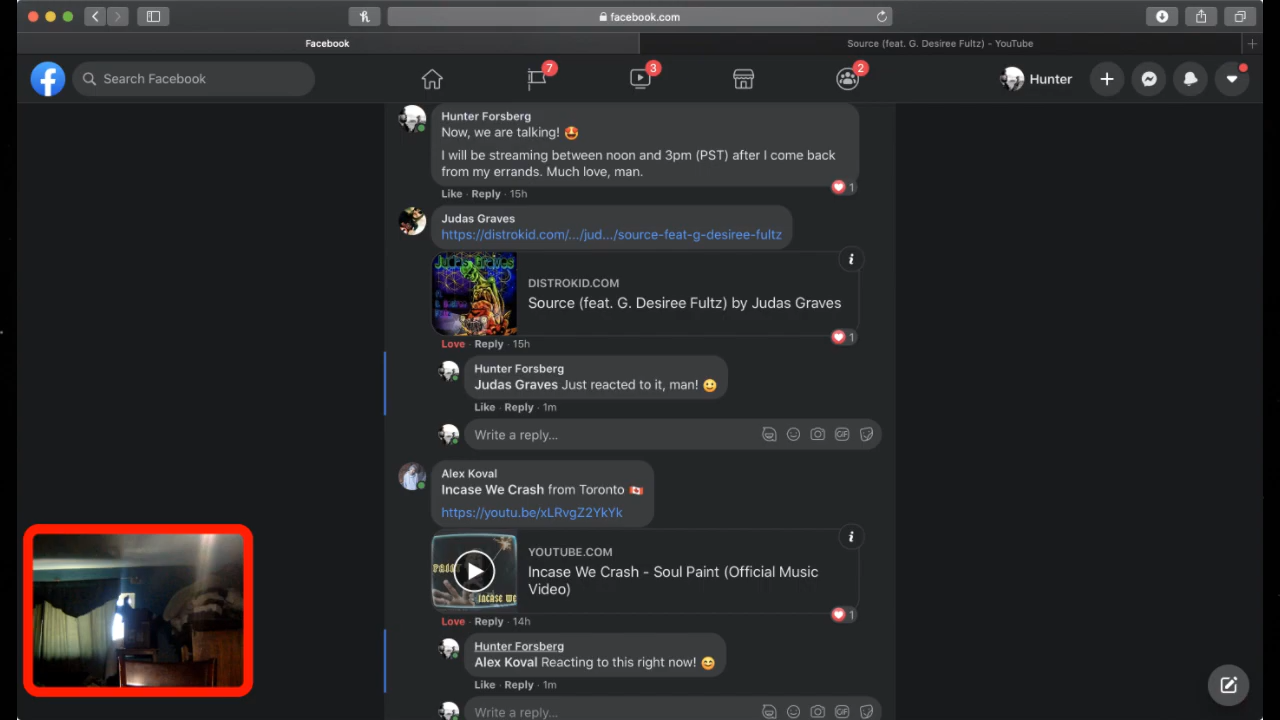 facebook.com
Facebook
Source (feat. G. Desiree Fultz) - YouTube
Search Facebook
7
3
2
Hunter
Hunter Forsberg
Now, we are talking! 🤩
I will be streaming between noon and 3pm (PST) after I come back
from my errands. Much love, man.
1
Like · Reply · 15h
Judas Graves
https://distrokid.com/.../jud.../source-feat-g-desiree-fultz
DISTROKID.COM
Source (feat. G. Desiree Fultz) by Judas Graves
1
Love · Reply · 15h
Hunter Forsberg
Judas Graves Just reacted to it, man! 😉
Like · Reply · 1m
Write a reply...
GIF
Alex Koval
Incase We Crash from Toronto 🇨🇦
https://youtu.be/xLRvgZ2YkYk
PAINT
INCASE WE
YOUTUBE.COM
Incase We Crash - Soul Paint (Official Music
Video)
1
Love · Reply · 14h
Hunter Forsberg
Alex Koval Reacting to this right now! 😊
Like · Reply · 1m
Write a reply...
GIF